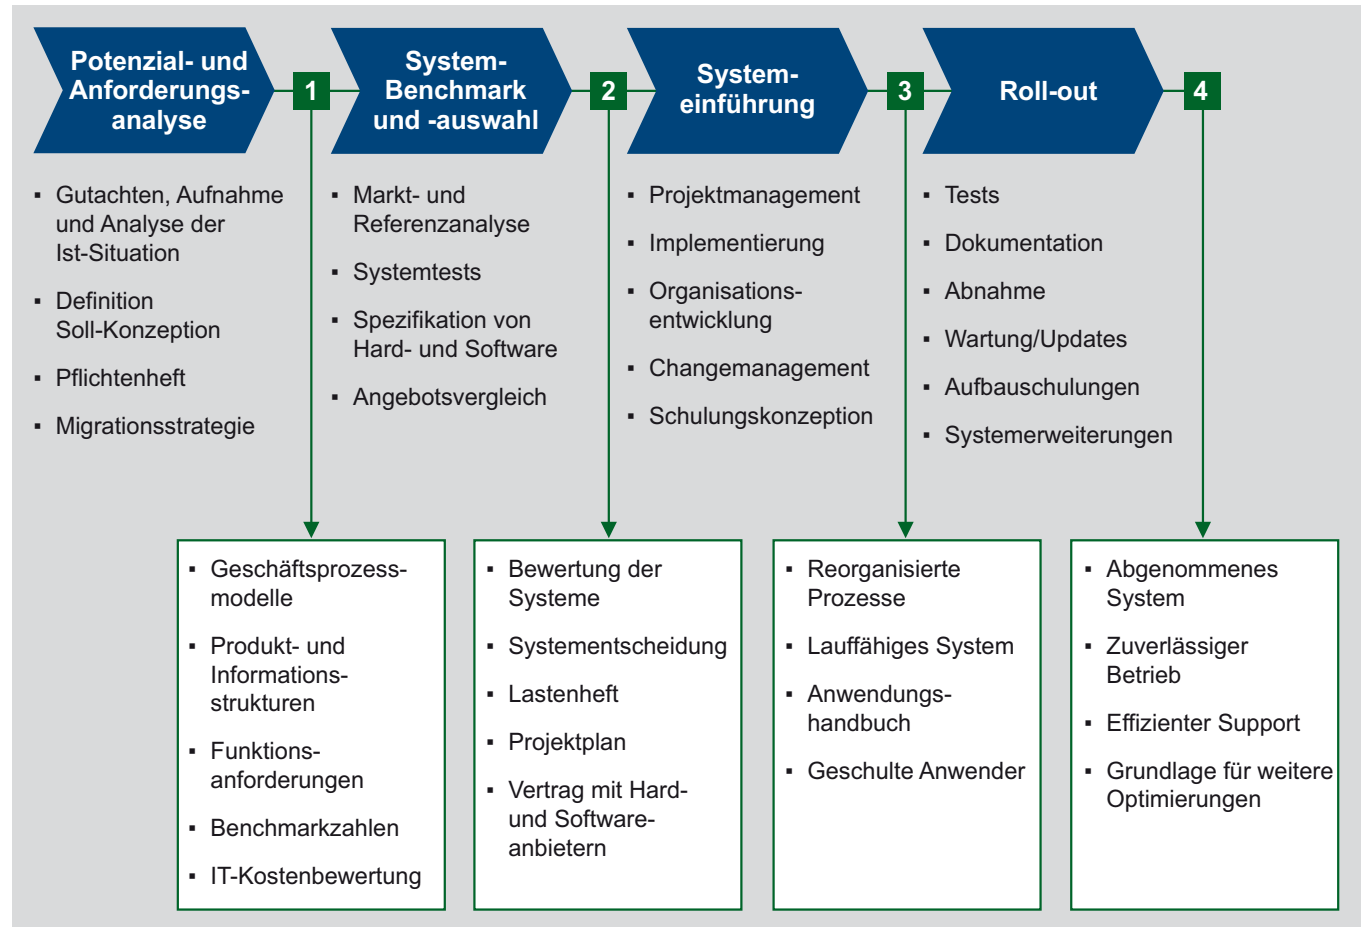 Potenzial- und
Anforderungs-
analyse
1
System-
Benchmark
und -auswahl
2
System-
einführung
3
Roll-out
4
▪ Gutachten, Aufnahme
und Analyse der
Ist-Situation
▪ Definition
Soll-Konzeption
▪ Pflichtenheft
▪ Migrationsstrategie
▪ Markt- und
Referenzanalyse
▪ Systemtests
▪ Spezifikation von
Hard- und Software
▪ Angebotsvergleich
▪ Projektmanagement
▪ Implementierung
▪ Organisations-
entwicklung
▪ Changemanagement
▪ Schulungskonzeption
▪ Tests
▪ Dokumentation
▪ Abnahme
▪ Wartung/Updates
▪ Aufbauschulungen
▪ Systemerweiterungen
▪ Geschäftsprozess-
modelle
▪ Produkt- und
Informations-
strukturen
▪ Funktions-
anforderungen
▪ Benchmarkzahlen
▪ IT-Kostenbewertung
▪ Bewertung der
Systeme
▪ Systementscheidung
▪ Lastenheft
▪ Projektplan
▪ Vertrag mit Hard-
und Software-
anbietern
▪ Reorganisierte
Prozesse
▪ Lauffähiges System
▪ Anwendungs-
handbuch
▪ Geschulte Anwender
▪ Abgenommenes
System
▪ Zuverlässiger
Betrieb
▪ Effizienter Support
▪ Grundlage für weitere
Optimierungen